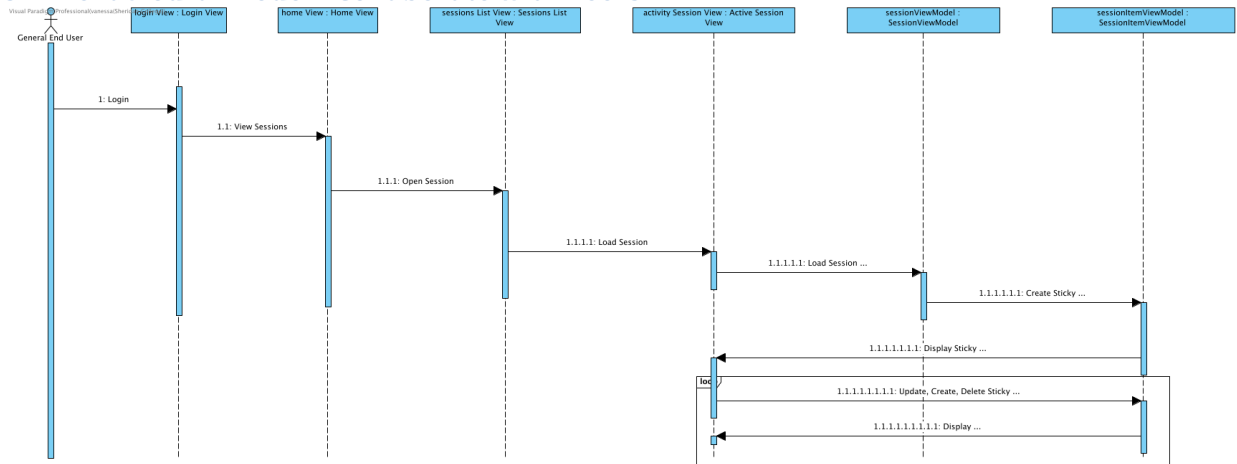 Visual Paradigm Professional(vanessa(Shett
login View : Login View
home View : Home View
sessions List View : Sessions List
View
activity Session View : Active Session
View
sessionViewModel :
SessionViewModel
sessionItemViewModel :
SessionItemViewModel
General End User
1: Login
1.1: View Sessions
1.1.1: Open Session
1.1.1.1: Load Session
1.1.1.1.1: Load Session ...
1.1.1.1.1.1: Create Sticky ...
1.1.1.1.1.1.1: Display Sticky ...
loop
1.1.1.1.1.1.1.1: Update, Create, Delete Sticky ...
1.1.1.1.1.1.1.1.1: Display ...